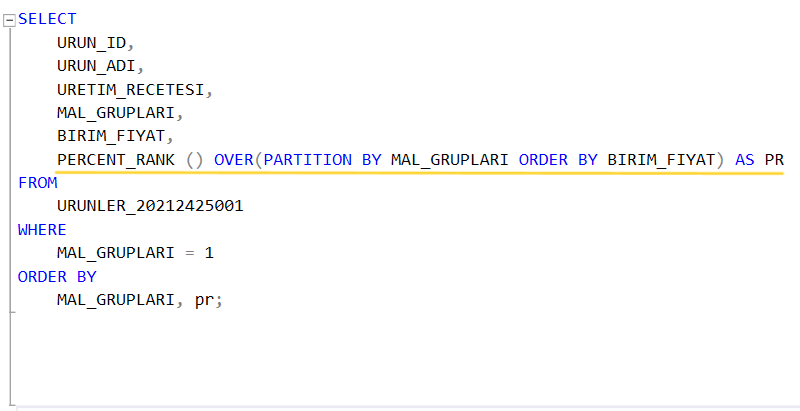 SELECT
URUN_ID,
URUN_ADI,
URETIM_RECETESI,
MAL_GRUPLARI,
BIRIM_FIYAT,
PERCENT_RANK () OVER(PARTITION BY MAL_GRUPLARI ORDER BY BIRIM_FIYAT) AS PR
FROM
URUNLER_20212425001
WHERE
MAL_GRUPLARI = 1
ORDER BY
MAL_GRUPLARI, pr;